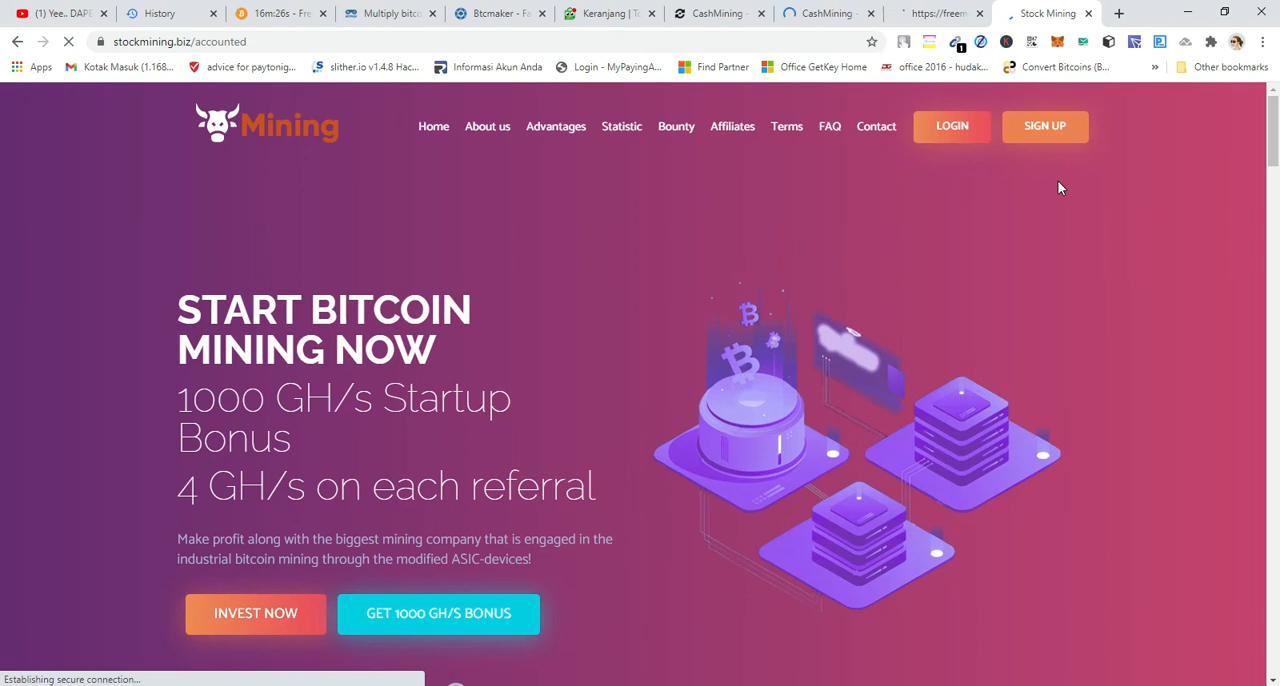 (1) Yee.. DAPE
History
16m:26s - Fre
Multiply bitco
Btcmaker - Fa
Keranjang | To
CashMining -
CashMining -
https://freem
Stock Mining
stockmining.biz/accounted
Apps
Kotak Masuk (1.168...
advice for paytonig...
slither.io v1.4.8 Hac...
Informasi Akun Anda
Login - MyPayingA...
Find Partner
Office GetKey Home
office 2016 - hudak...
Convert Bitcoins (B...
»
Other bookmarks
Mining
Home
About us
Advantages
Statistic
Bounty
Affiliates
Terms
FAQ
Contact
LOGIN
SIGN UP
START BITCOIN
MINING NOW
1000 GH/s Startup
Bonus
4 GH/s on each referral
Make profit along with the biggest mining company that is engaged in the
industrial bitcoin mining through the modified ASIC-devices!
INVEST NOW
GET 1000 GH/S BONUS
Establishing secure connection...